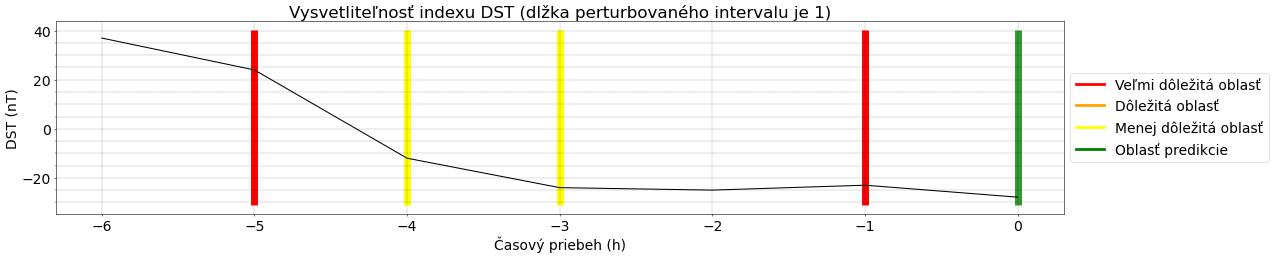 Vysvetliteľnosť indexu DST (dĺžka perturbovaného intervalu je 1)
DST (nT)
40
20
0
−20
−6 −5 −4 −3 −2 −1 0
Časový priebeh (h)
Veľmi dôležitá oblasť
Dôležitá oblasť
Menej dôležitá oblasť
Oblasť predikcie